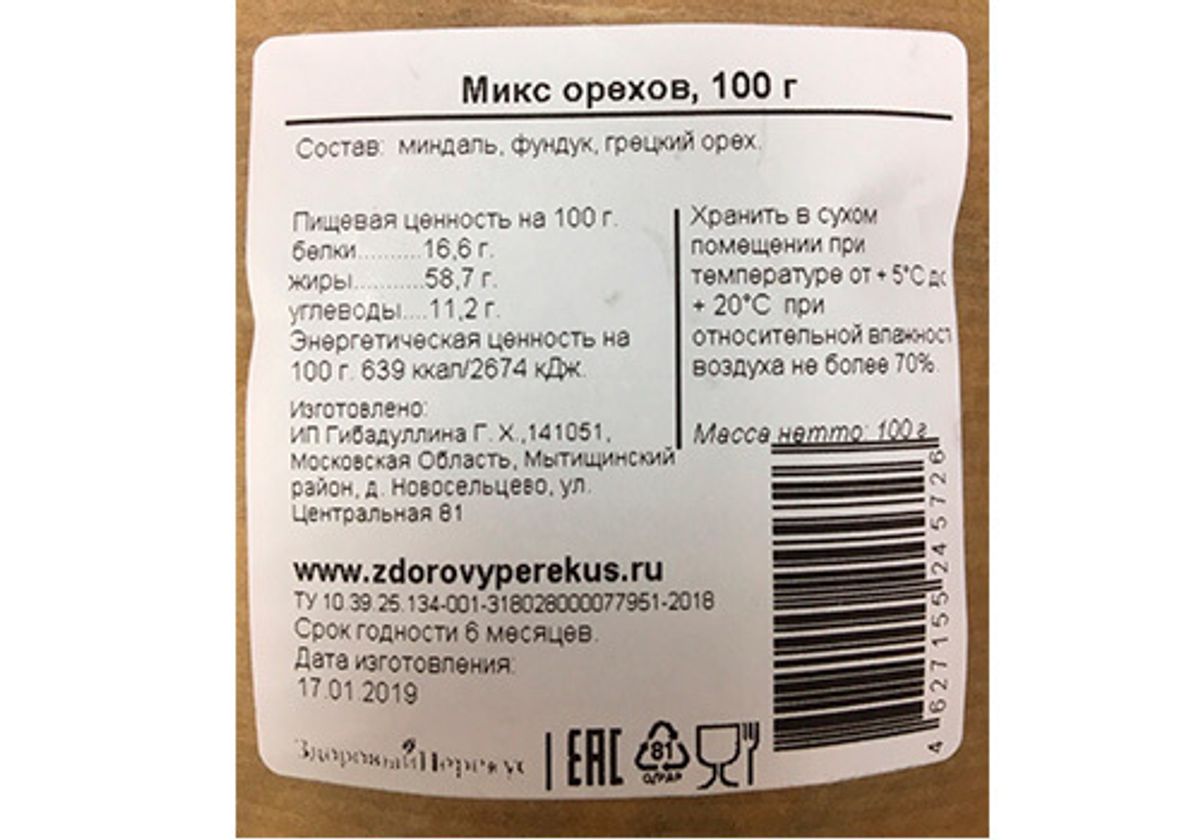 Микс орехов, 100 г
Состав: миндаль, фундук, грецкий орех.
Пищевая ценность на 100 г.
белки..........16,6 г.
жиры...........58,7 г.
углеводы....11,2 г.
Энергетическая ценность на
100 г. 639 ккал/2674 кДж.
Изготовлено:
ИП Гибадуллина Г. Х.,141051,
Московская Область, Мытищинский
район, д. Новосельцево, ул.
Центральная 81
Хранить в сухом
помещении при
температуре от + 5°C до
+ 20°C при
относительной влажност
воздуха не более 70%.
Масса нетто: 100 г
www.zdorovyperekus.ru
ТУ 10.39.25.134-001-318028000077951-2018
Срок годности 6 месяцев.
Дата изготовления:
17.01.2019
Здоровый Перекус
EAC
81
C/PAP
4 627155 245726